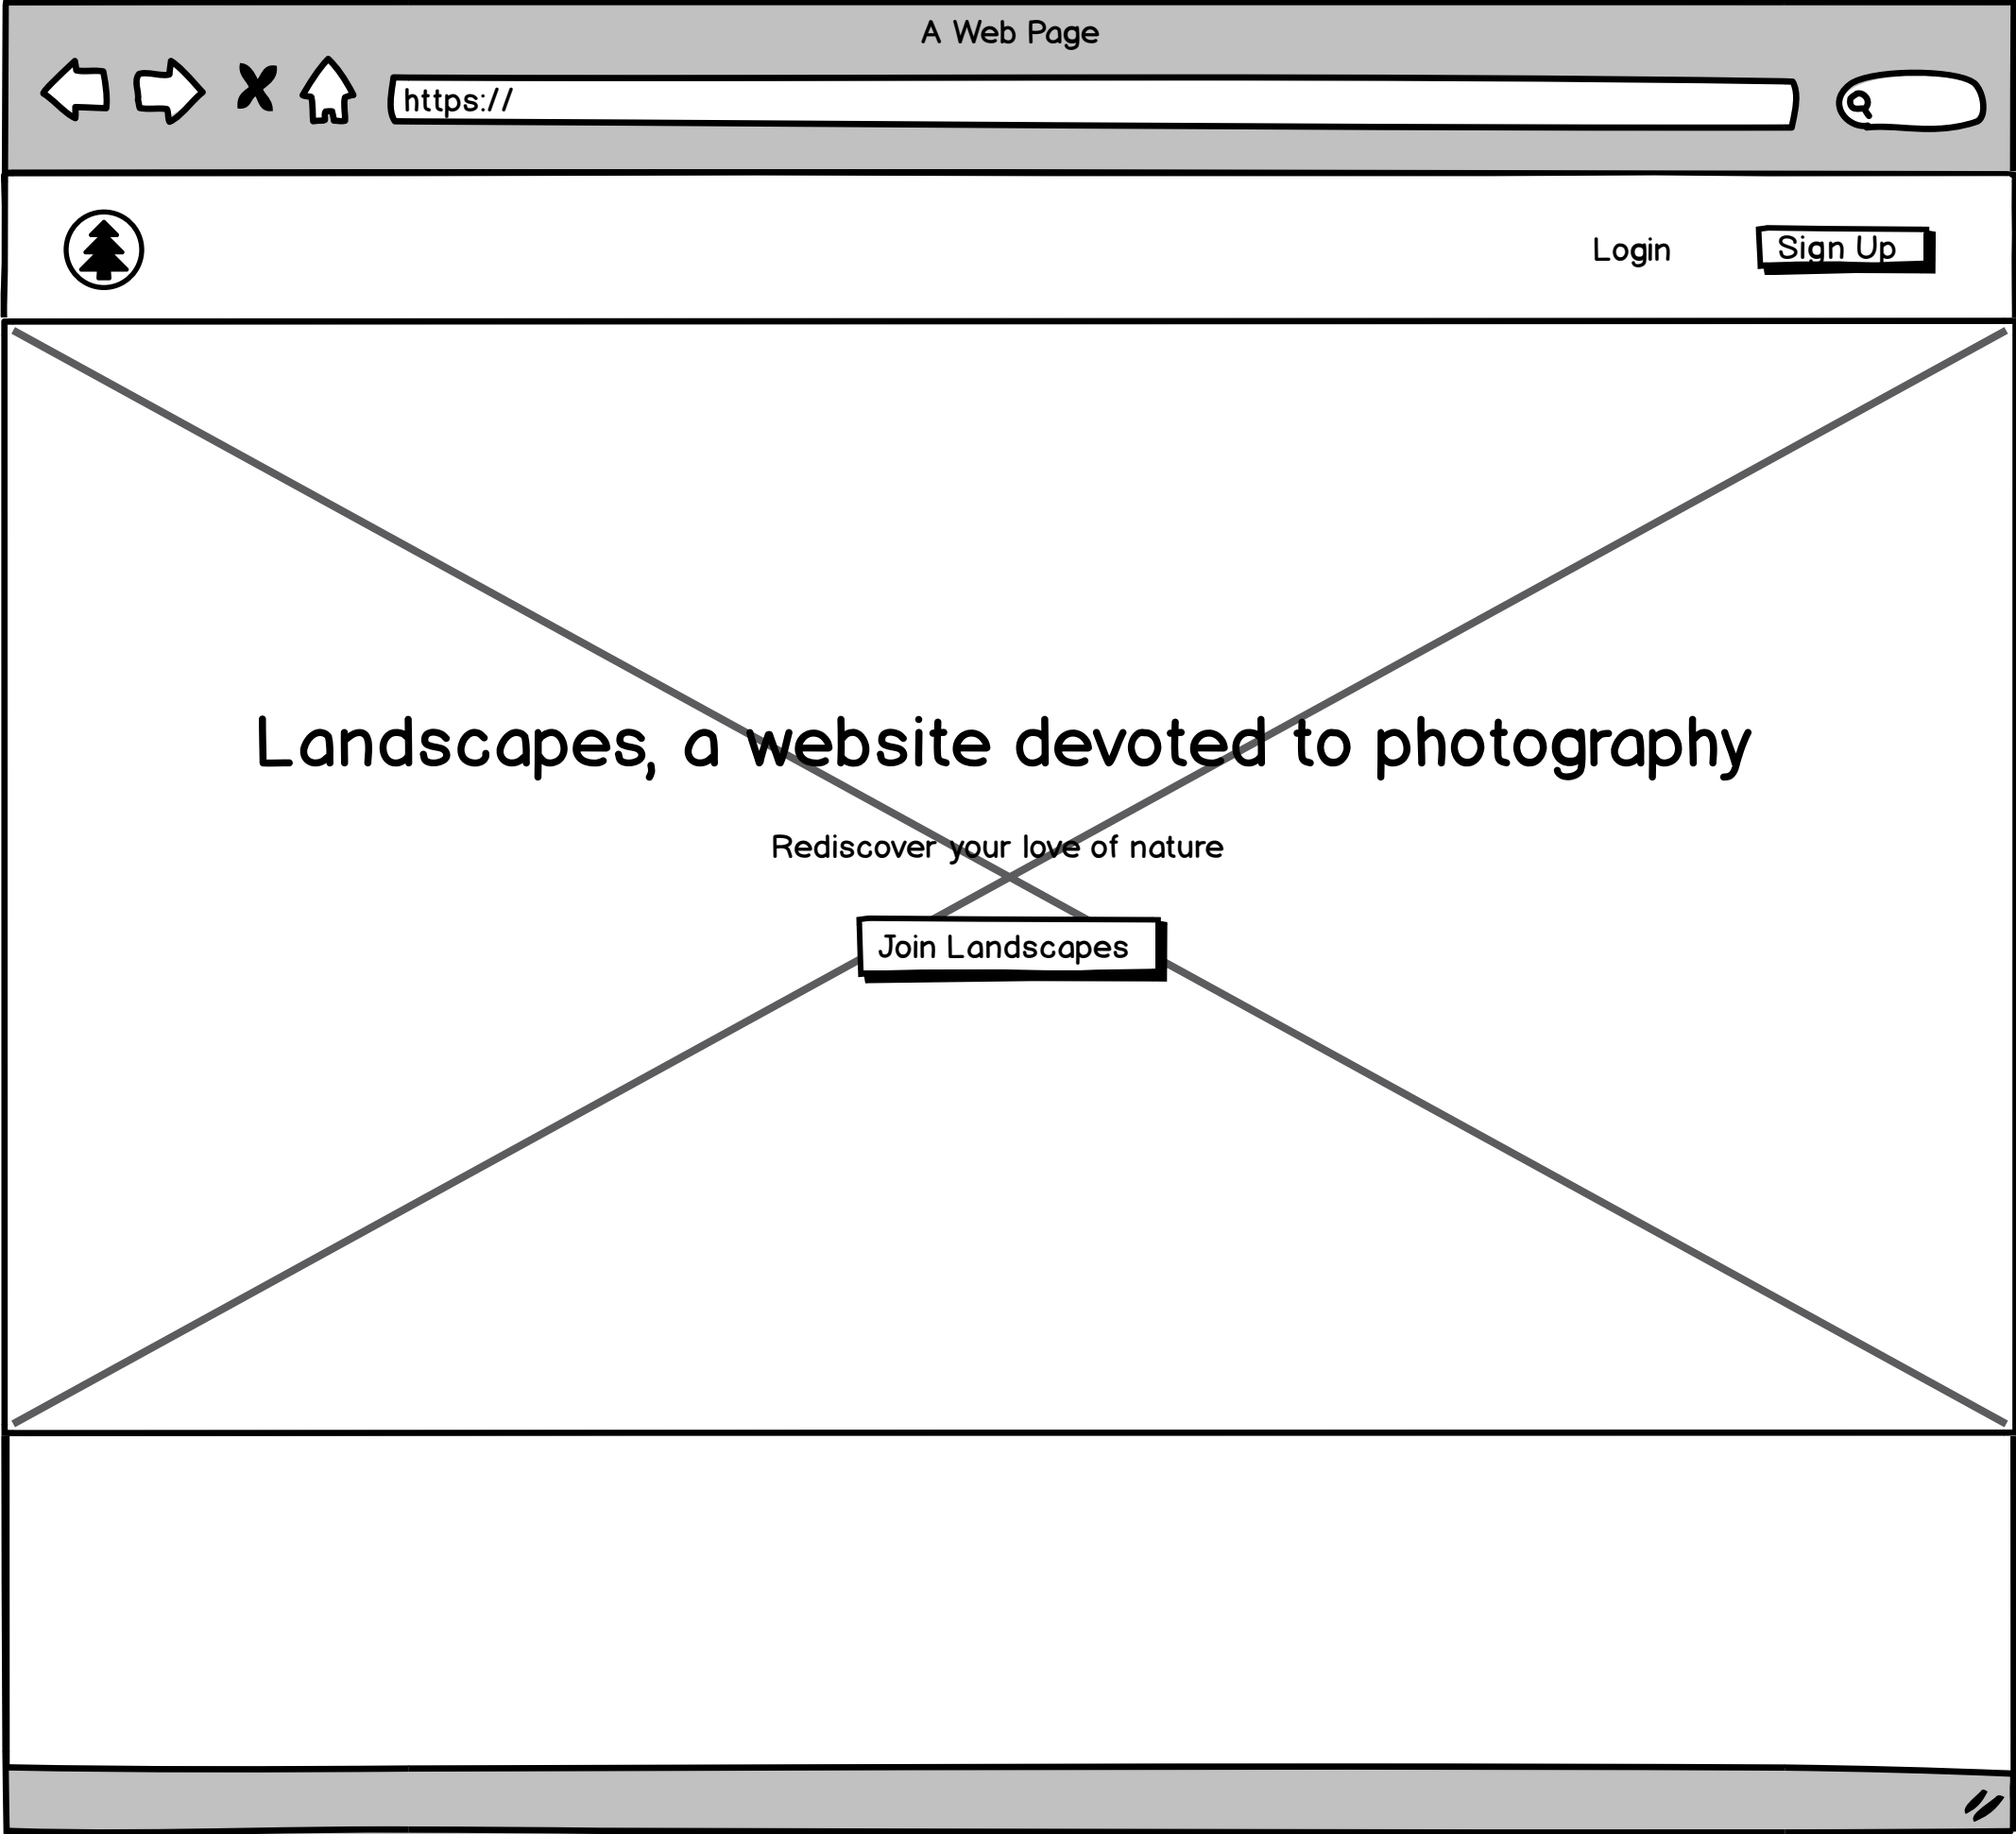 A Web Page
https://
Login
Sign Up
Landscapes, a website devoted to photography
Rediscover your love of nature
Join Landscapes